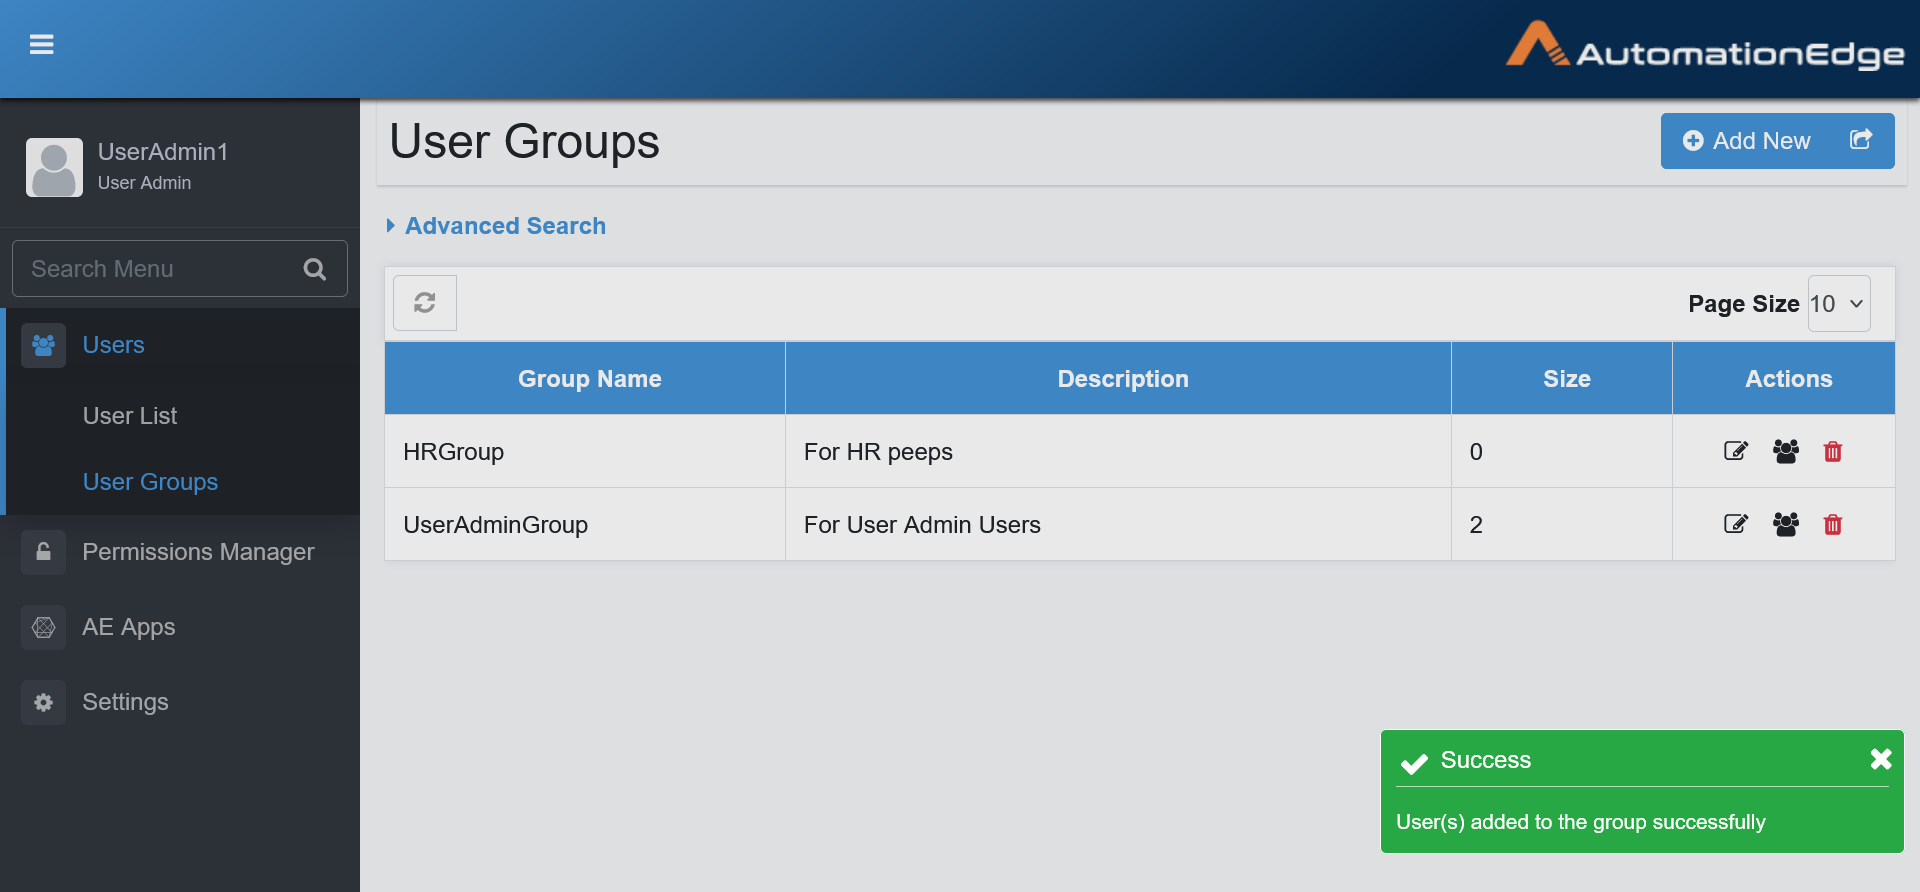 AutomationEdge
UserAdmin1
User Admin
Search Menu
Users
User List
User Groups
Permissions Manager
AE Apps
Settings
User Groups
Add New
Advanced Search
Page Size 10
Group Name Description Size Actions
HRGroup For HR peeps 0
UserAdminGroup For User Admin Users 2
Success
User(s) added to the group successfully